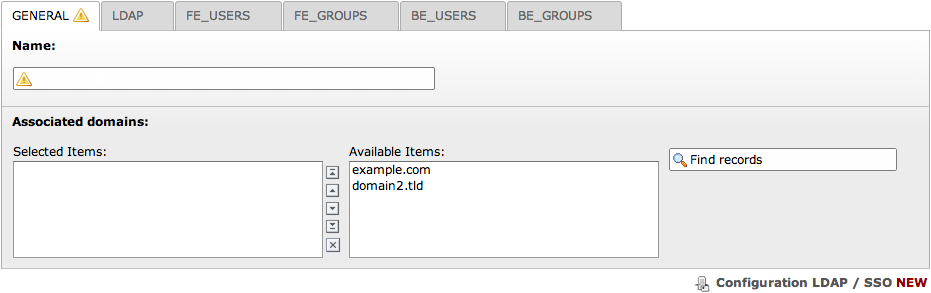 GENERAL LDAP FE_USERS FE_GROUPS BE_USERS BE_GROUPS
Name:
Associated domains:
Selected Items: Available Items:
Find records
example.com
domain2.tld
Configuration LDAP / SSO NEW